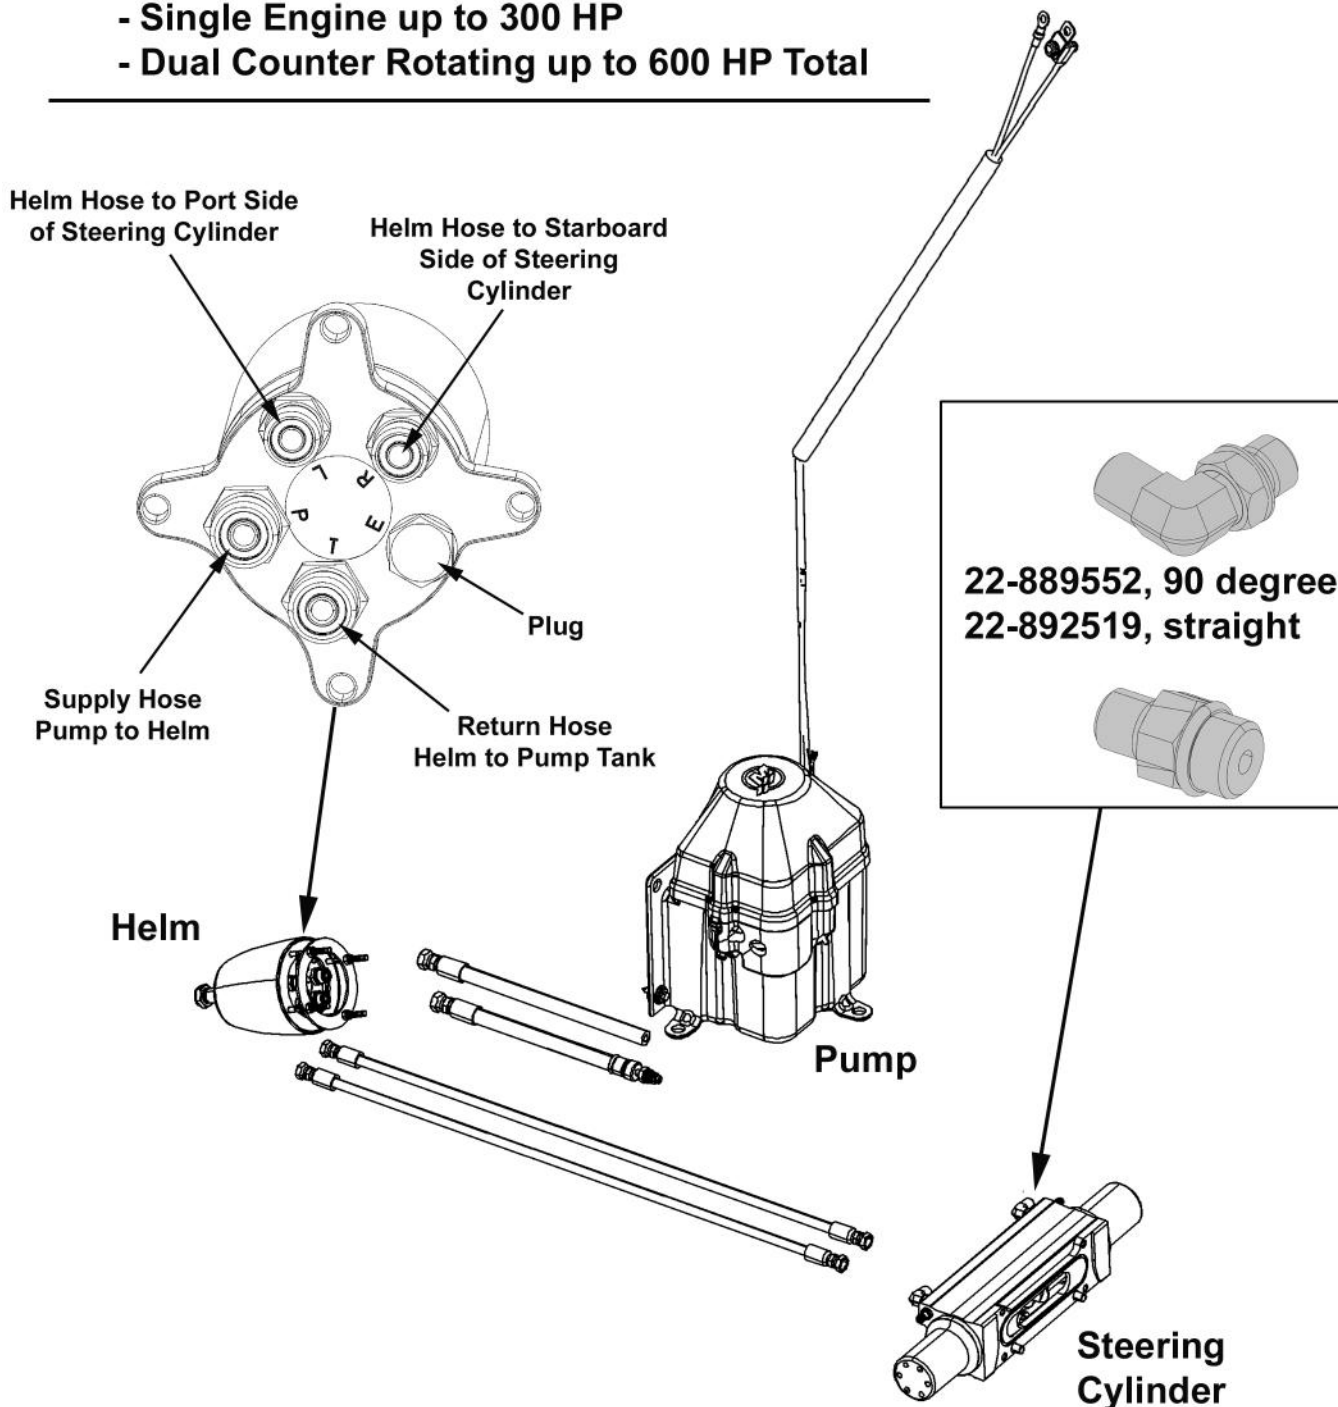 - Single Engine up to 300 HP
- Dual Counter Rotating up to 600 HP Total
Helm Hose to Port Side
of Steering Cylinder
Helm Hose to Starboard
Side of Steering
Cylinder
L
R
P
E
T
Plug
Supply Hose
Pump to Helm
Return Hose
Helm to Pump Tank
22-889552, 90 degree
22-892519, straight
Helm
Pump
Steering
Cylinder